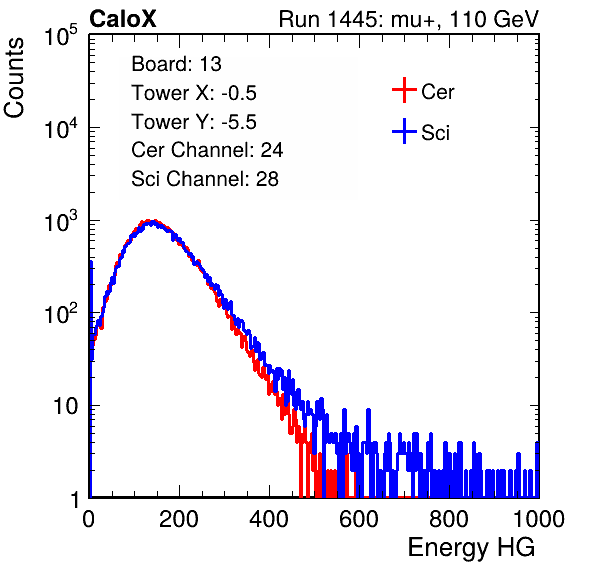 CaloX
Run 1445: mu+, 110 GeV
Counts
Energy HG
Board: 13
Tower X: -0.5
Tower Y: -5.5
Cer Channel: 24
Sci Channel: 28
Cer
Sci
10^5
10^4
10^3
10^2
10
1
0 200 400 600 800 1000